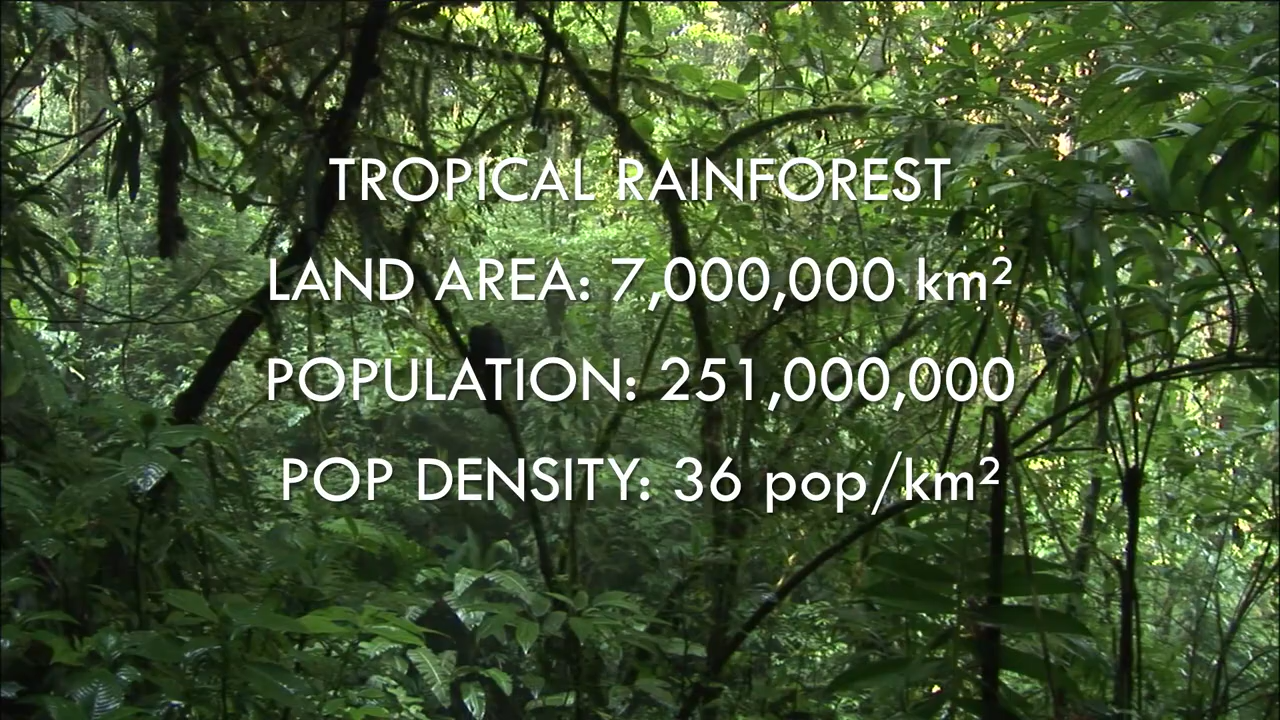 TROPICAL RAINFOREST
LAND AREA: 7,000,000 km²
POPULATION: 251,000,000
POP DENSITY: 36 pop/km²